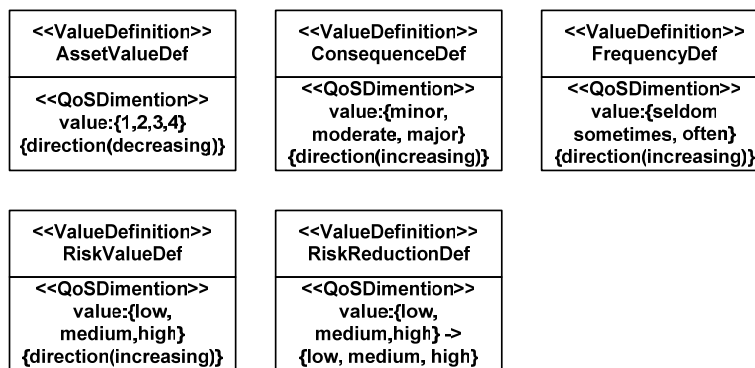 <<ValueDefinition>>
AssetValueDef
<<QoSDimention>>
value:{1,2,3,4}
{direction(decreasing)}
<<ValueDefinition>>
ConsequenceDef
<<QoSDimention>>
value:{minor,
moderate, major}
{direction(increasing)}
<<ValueDefinition>>
FrequencyDef
<<QoSDimention>>
value:{seldom
sometimes, often}
{direction(increasing)}
<<ValueDefinition>>
RiskValueDef
<<QoSDimention>>
value:{low,
medium,high}
{direction(increasing)}
<<ValueDefinition>>
RiskReductionDef
<<QoSDimention>>
value:{low,
medium,high} ->
{low, medium, high}